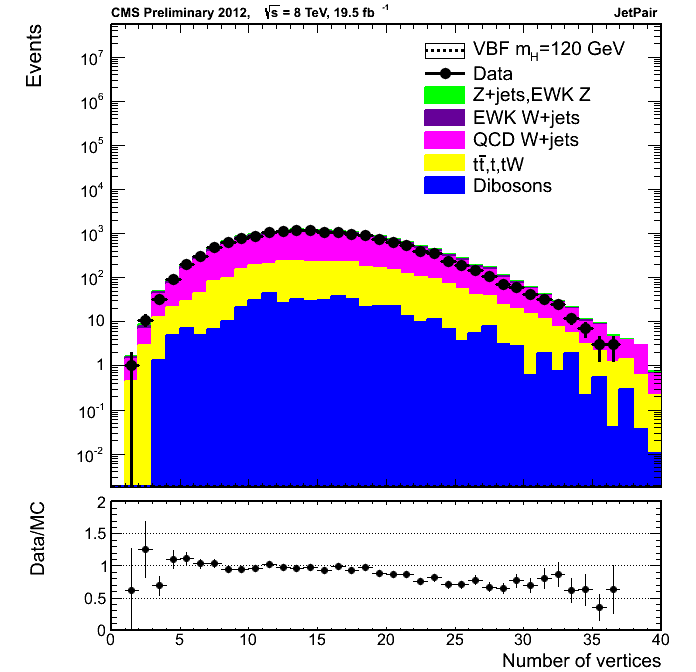 CMS Preliminary 2012, √s = 8 TeV, 19.5 fb⁻¹ JetPair
Events
10⁷
10⁶
10⁵
10⁴
10³
10²
10
1
10⁻¹
10⁻²
VBF m_H=120 GeV
Data
Z+jets,EWK Z
EWK W+jets
QCD W+jets
tt̄,t,tW
Dibosons
Data/MC
2
1.5
1
0.5
0
0 5 10 15 20 25 30 35 40
Number of vertices